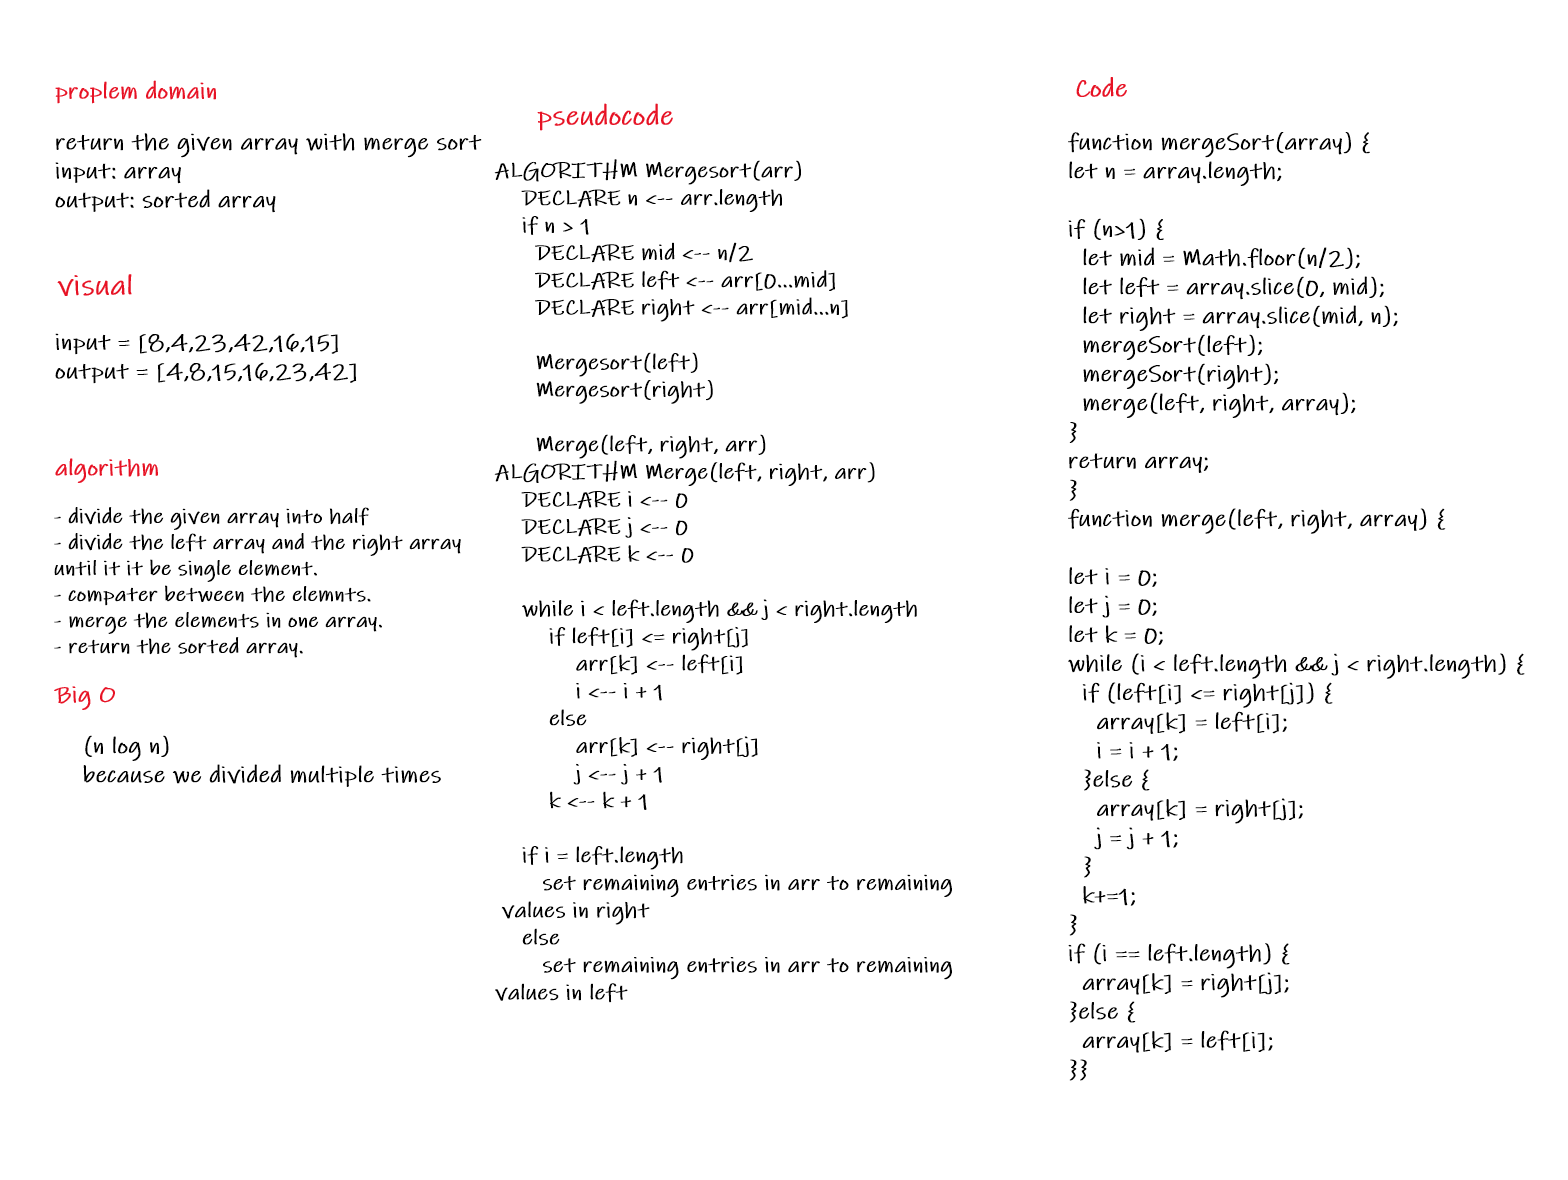 proplem domain
return the given array with merge sort
input: array
output: sorted array
visual
input = [8,4,23,42,16,15]
output = [4,8,15,16,23,42]
algorithm
- divide the given array into half
- divide the left array and the right array
until it it be single element.
- compater between the elemnts.
- merge the elements in one array.
- return the sorted array.
Big O
(n log n)
because we divided multiple times
pseudocode
ALGORITHM Mergesort(arr)
DECLARE n <-- arr.length
if n > 1
DECLARE mid <-- n/2
DECLARE left <-- arr[0...mid]
DECLARE right <-- arr[mid...n]
Mergesort(left)
Mergesort(right)
Merge(left, right, arr)
ALGORITHM Merge(left, right, arr)
DECLARE i <-- 0
DECLARE j <-- 0
DECLARE k <-- 0
while i < left.length && j < right.length
if left[i] <= right[j]
arr[k] <-- left[i]
i <-- i + 1
else
arr[k] <-- right[j]
j <-- j + 1
k <-- k + 1
if i = left.length
set remaining entries in arr to remaining
values in right
else
set remaining entries in arr to remaining
values in left
Code
function mergeSort(array) {
let n = array.length;
if (n>1) {
let mid = Math.floor(n/2);
let left = array.slice(0, mid);
let right = array.slice(mid, n);
mergeSort(left);
mergeSort(right);
merge(left, right, array);
}
return array;
}
function merge(left, right, array) {
let i = 0;
let j = 0;
let k = 0;
while (i < left.length && j < right.length) {
if (left[i] <= right[j]) {
array[k] = left[i];
i = i + 1;
}else {
array[k] = right[j];
j = j + 1;
}
k+=1;
}
if (i == left.length) {
array[k] = right[j];
}else {
array[k] = left[i];
}}